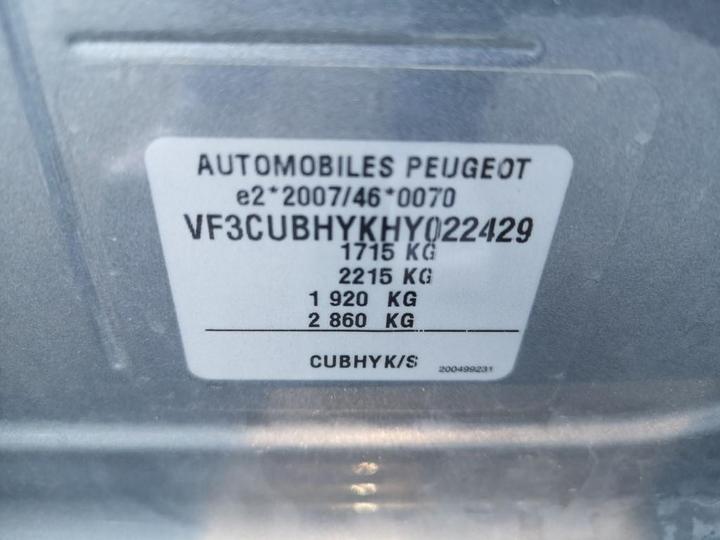 AUTOMOBILES PEUGEOT
e2*2007/46*0070
VF3CUBHYKHY022429
1715 KG
2215 KG
1 920 KG
2 860 KG
CUBHYK/S
200499231